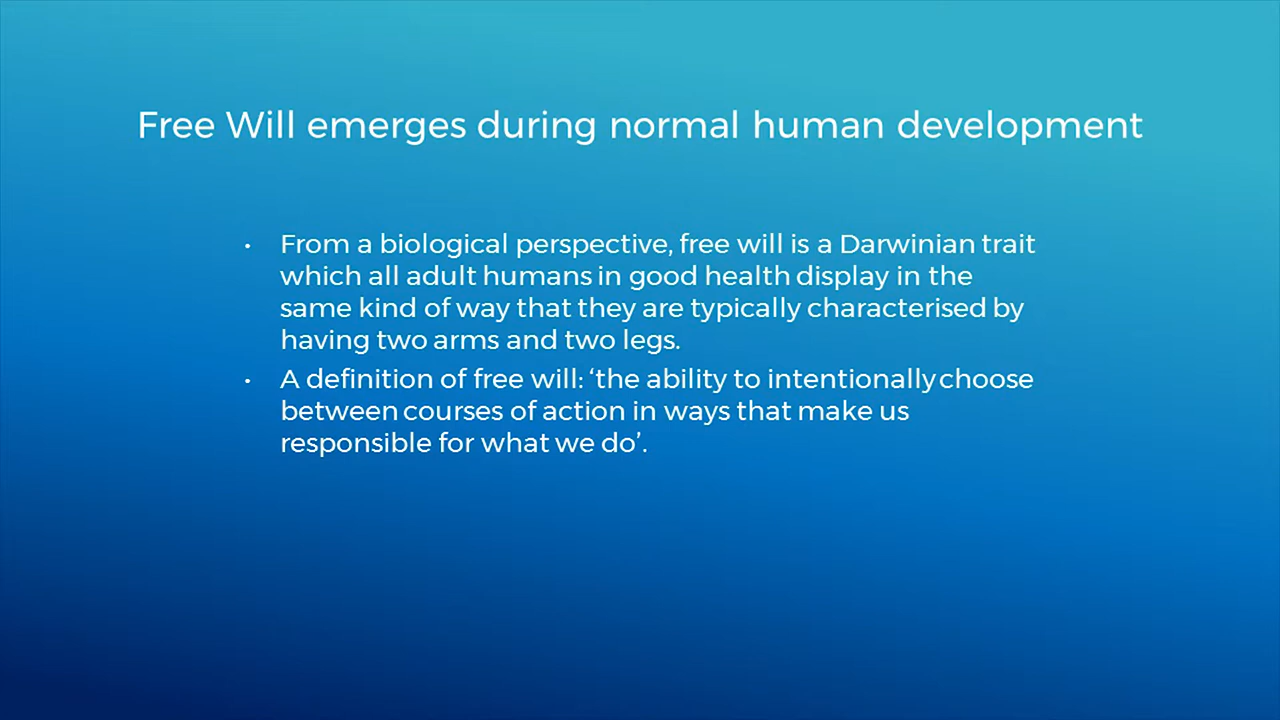 Free Will emerges during normal human development
• From a biological perspective, free will is a Darwinian trait
which all adult humans in good health display in the
same kind of way that they are typically characterised by
having two arms and two legs.
• A definition of free will: ‘the ability to intentionally choose
between courses of action in ways that make us
responsible for what we do’.